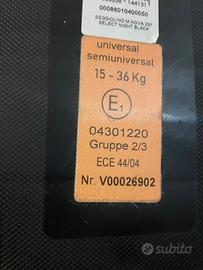 00088010400050
SEGGIOLINO M.NOVA 2SF
SELECT NIGHT BLACK
universal
semiuniversal
15 - 36 Kg
E1
04301220
Gruppe 2/3
ECE 44/04
Nr. V00026902
subito